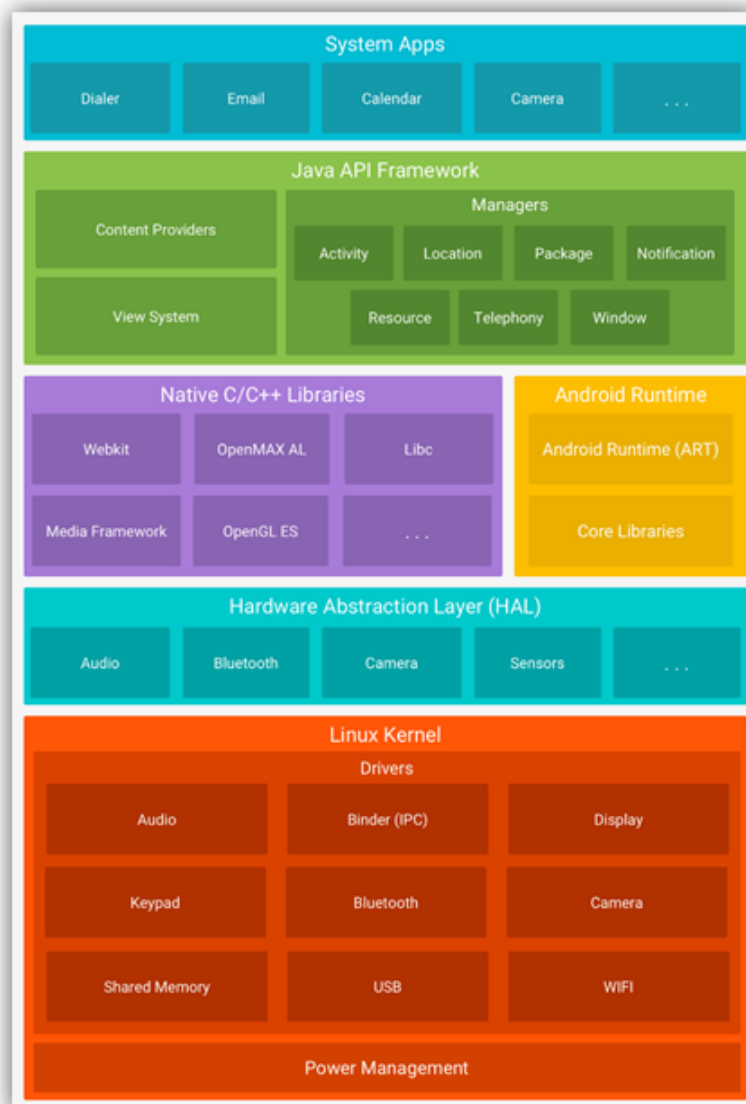 System Apps
Dialer
Email
Calendar
Camera
. . .
Java API Framework
Content Providers
View System
Managers
Activity
Location
Package
Notification
Resource
Telephony
Window
Native C/C++ Libraries
Webkit
OpenMAX AL
Libc
Media Framework
OpenGL ES
. . .
Android Runtime
Android Runtime (ART)
Core Libraries
Hardware Abstraction Layer (HAL)
Audio
Bluetooth
Camera
Sensors
. . .
Linux Kernel
Drivers
Audio
Binder (IPC)
Display
Keypad
Bluetooth
Camera
Shared Memory
USB
WIFI
Power Management